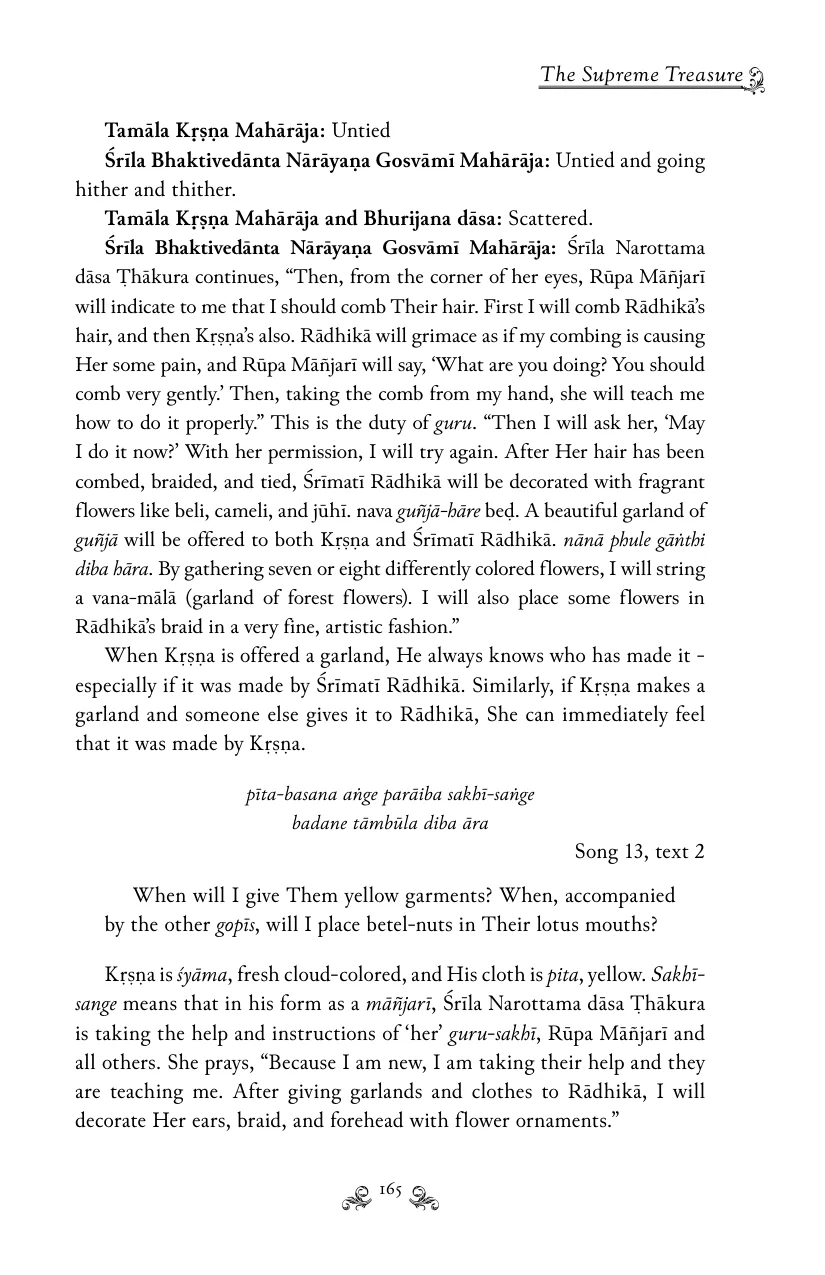 The Supreme Treasure
Tamāla Kṛṣṇa Mahārāja: Untied
Śrīla Bhaktivedānta Nārāyaṇa Gosvāmī Mahārāja: Untied and going
hither and thither.
Tamāla Kṛṣṇa Mahārāja and Bhurijana dāsa: Scattered.
Śrīla Bhaktivedānta Nārāyaṇa Gosvāmī Mahārāja: Śrīla Narottama
dāsa Ṭhākura continues, “Then, from the corner of her eyes, Rūpa Māñjarī
will indicate to me that I should comb Their hair. First I will comb Rādhikā’s
hair, and then Kṛṣṇa’s also. Rādhikā will grimace as if my combing is causing
Her some pain, and Rūpa Māñjarī will say, ‘What are you doing? You should
comb very gently.’ Then, taking the comb from my hand, she will teach me
how to do it properly.” This is the duty of guru. “Then I will ask her, ‘May
I do it now?’ With her permission, I will try again. After Her hair has been
combed, braided, and tied, Śrīmatī Rādhikā will be decorated with fragrant
flowers like beli, cameli, and jūhī. nava guñjā-hāre beḍ. A beautiful garland of
guñjā will be offered to both Kṛṣṇa and Śrīmatī Rādhikā. nānā phule gāṅthi
diba hāra. By gathering seven or eight differently colored flowers, I will string
a vana-mālā (garland of forest flowers). I will also place some flowers in
Rādhikā’s braid in a very fine, artistic fashion.”
When Kṛṣṇa is offered a garland, He always knows who has made it -
especially if it was made by Śrīmatī Rādhikā. Similarly, if Kṛṣṇa makes a
garland and someone else gives it to Rādhikā, She can immediately feel
that it was made by Kṛṣṇa.
pīta-basana aṅge parāiba sakhī-saṅge
badane tāmbūla diba āra
Song 13, text 2
When will I give Them yellow garments? When, accompanied
by the other gopīs, will I place betel-nuts in Their lotus mouths?
Kṛṣṇa is śyāma, fresh cloud-colored, and His cloth is pita, yellow. Sakhī-
sange means that in his form as a māñjarī, Śrīla Narottama dāsa Ṭhākura
is taking the help and instructions of ‘her’ guru-sakhī, Rūpa Māñjarī and
all others. She prays, “Because I am new, I am taking their help and they
are teaching me. After giving garlands and clothes to Rādhikā, I will
decorate Her ears, braid, and forehead with flower ornaments.”
165